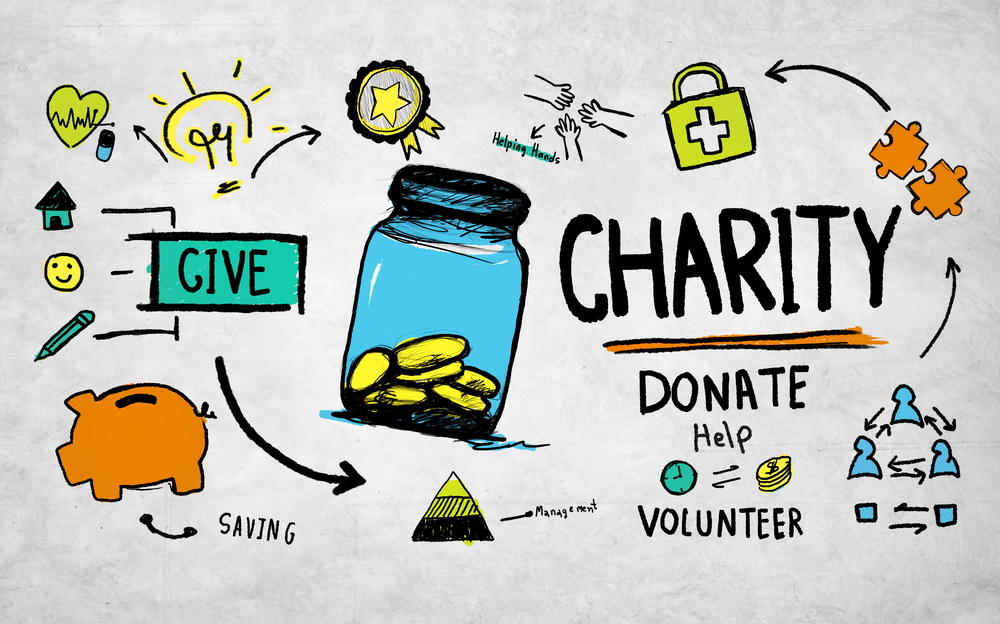 Helping Hands
GIVE
CHARITY
DONATE
Help
$
VOLUNTEER
Management
SAVING